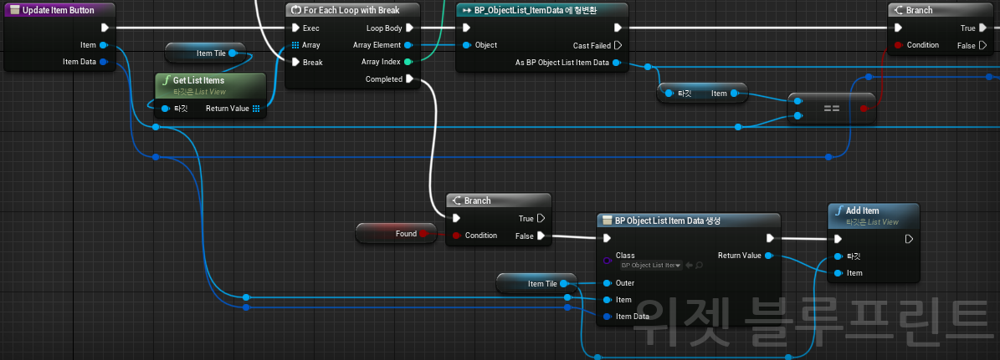 Update Item Button
Item
Item Data
Item Tile
Get List Items
타깃은 List View
타깃
Return Value
For Each Loop with Break
Exec
Loop Body
Array
Array Element
Break
Array Index
Completed
BP_ObjectList_ItemData 에 형변환
Object
Cast Failed
As BP Object List Item Data
타깃
Item
==
Branch
Condition
True
False
Found
Branch
Condition
True
False
BP Object List Item Data 생성
Class
BP Object List Iter
Return Value
Outer
Item
Item Data
Item Tile
Add Item
타깃은 List View
타깃
Item
위젯 블루프린트